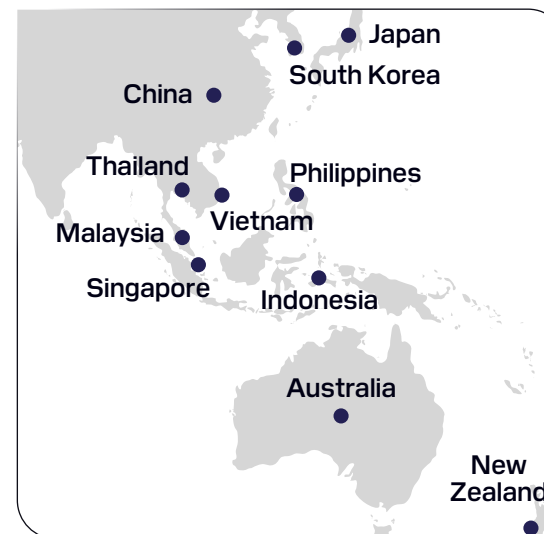 Japan
South Korea
China
Thailand
Philippines
Vietnam
Malaysia
Singapore
Indonesia
Australia
New
Zealand